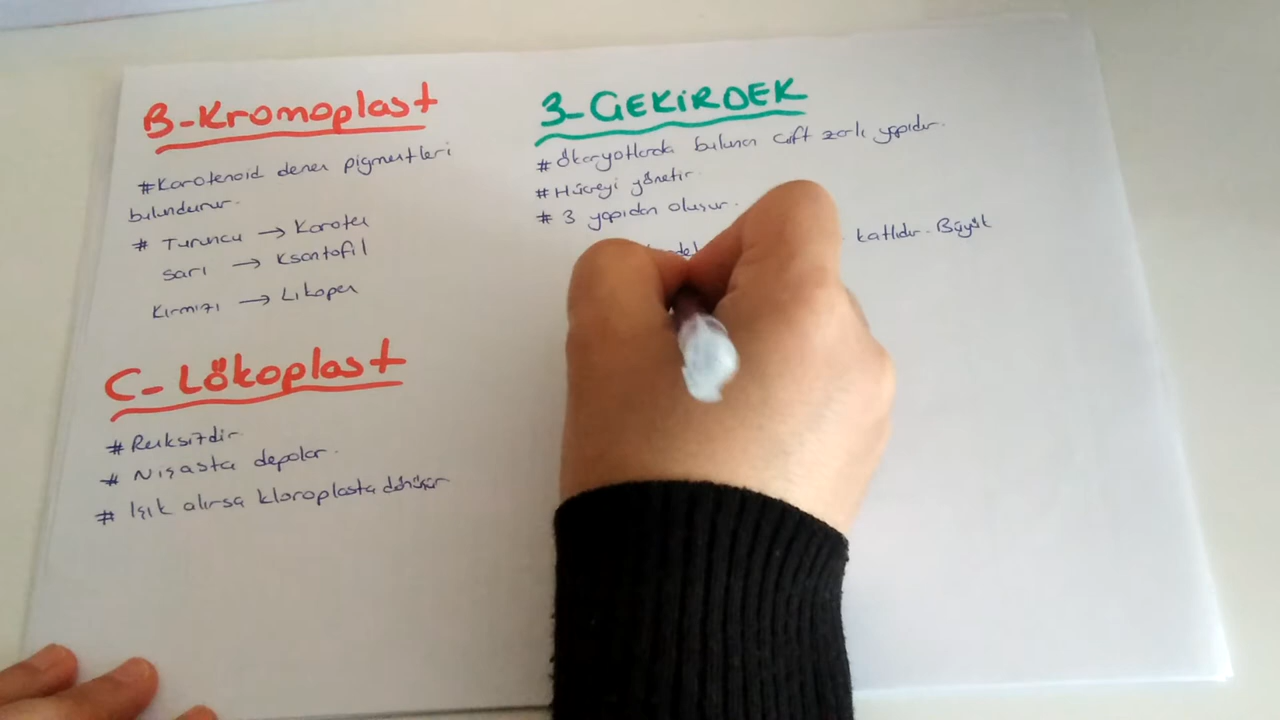 B-Kromoplast
#Karotenoid denen pigmentleri
bulundurur.
# Turuncu → Karoten
Sarı → Ksantofil
Kırmızı → Likopen
C-Lökoplast
# Renksizdir
# Nişasta depolar.
# Işık alırsa kloroplasta dönüşür
3-ÇEKİRDEK
#Ökaryotlarda bulunan çift zarlı yapıdır.
#Hücreyi yönetir.
# 3 yapıdan oluşur.
katlıdır. Büyük